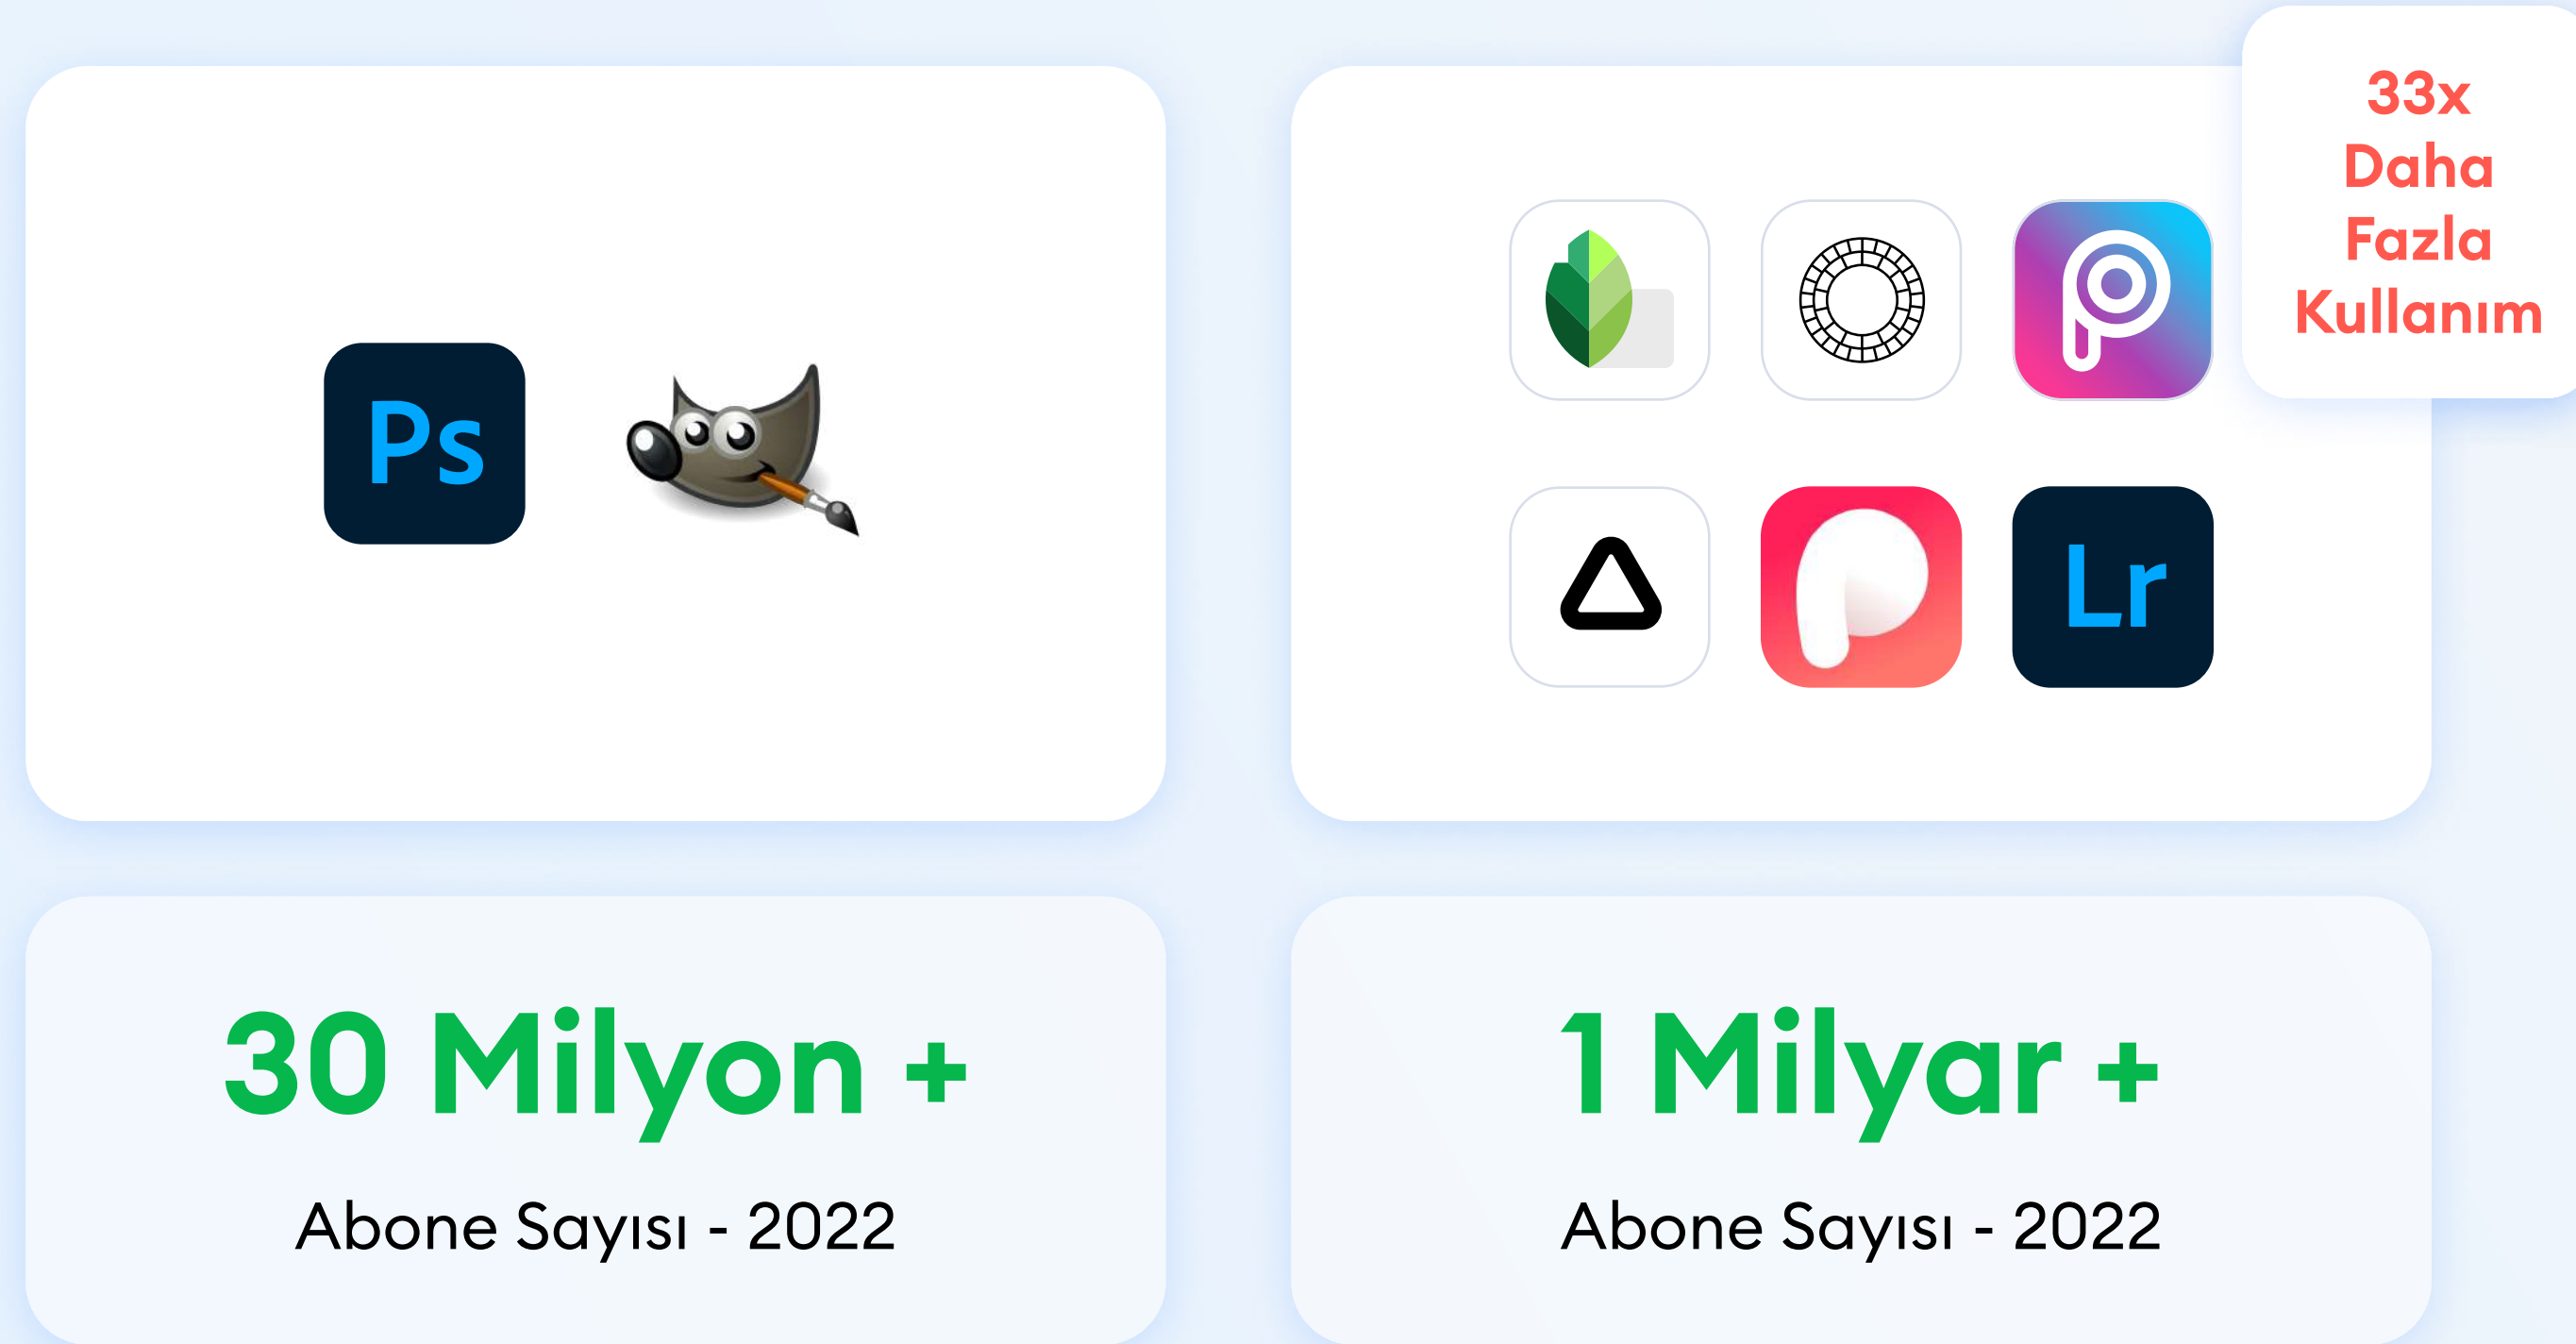 Ps
33x
Daha
Fazla
Kullanım
Lr
30 Milyon +
Abone Sayısı - 2022
1 Milyar +
Abone Sayısı - 2022